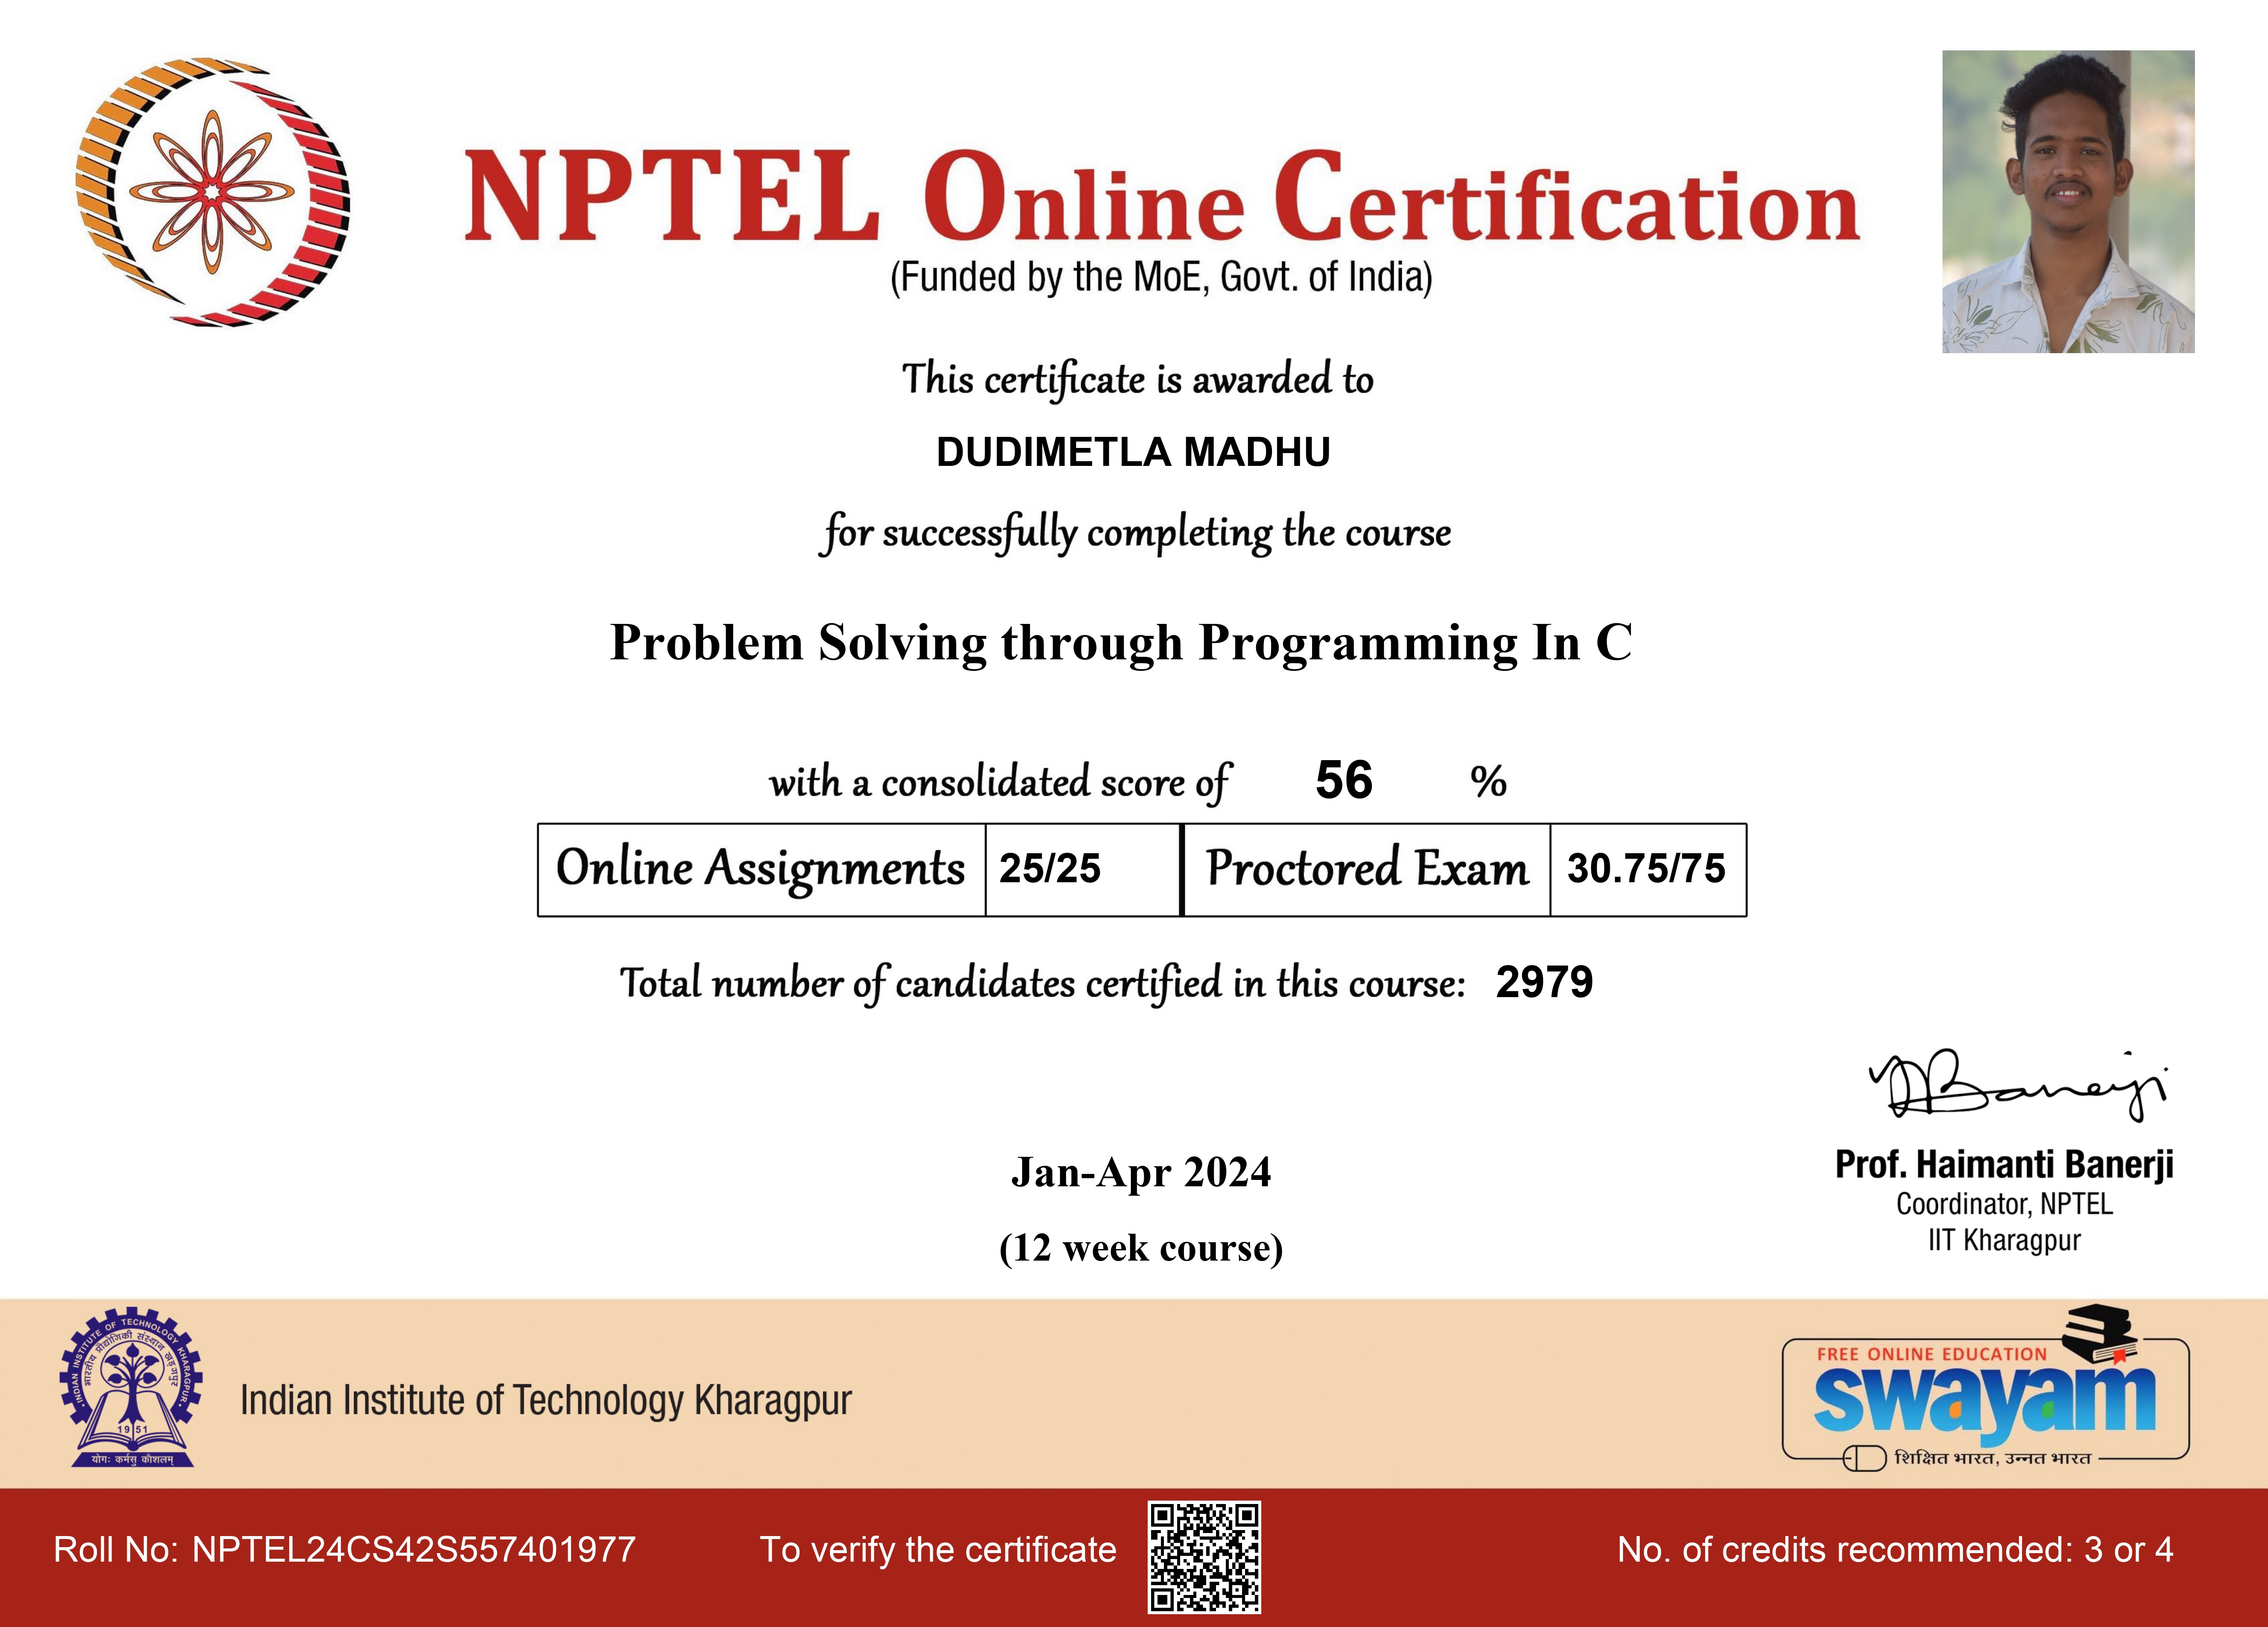 NPTEL Online Certification
(Funded by the MoE, Govt. of India)
This certificate is awarded to
DUDIMETLA MADHU
for successfully completing the course
Problem Solving through Programming In C
with a consolidated score of 56 %
Online Assignments 25/25 Proctored Exam 30.75/75
Total number of candidates certified in this course: 2979
Banerji
Prof. Haimanti Banerji
Coordinator, NPTEL
IIT Kharagpur
Jan-Apr 2024
(12 week course)
INDIAN INSTITUTE OF TECHNOLOGY KHARAGPUR
भारतीय प्रौद्योगिकी संस्थान खड़गपुर
1951
योगः कर्मसु कौशलम्
Indian Institute of Technology Kharagpur
FREE ONLINE EDUCATION
swayam
शिक्षित भारत, उन्नत भारत
Roll No: NPTEL24CS42S557401977
To verify the certificate
No. of credits recommended: 3 or 4